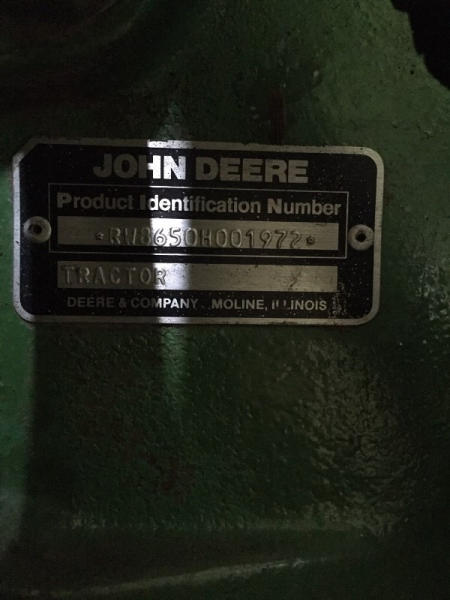 JOHN DEERE
Product Identification Number
*RW8650H001972*
TRACTOR
DEERE & COMPANY MOLINE, ILLINOIS